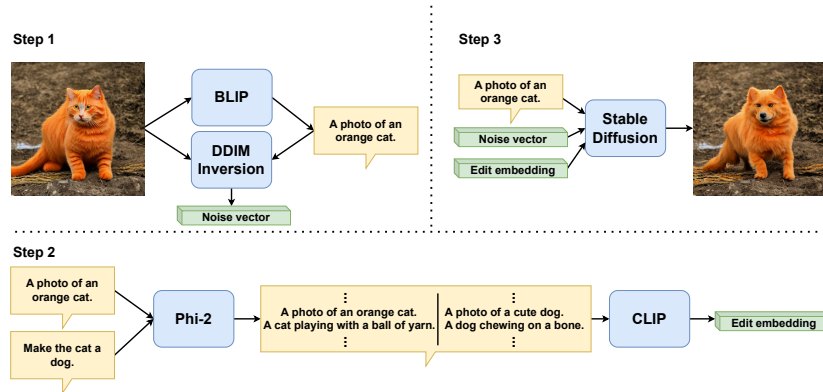 Step 1
BLIP
A photo of an
orange cat.
DDIM
Inversion
Noise vector
Step 3
A photo of an
orange cat.
Noise vector
Edit embedding
Stable
Diffusion
Step 2
A photo of an
orange cat.
Make the cat a
dog.
Phi-2
A photo of an orange cat.
A cat playing with a ball of yarn.
A photo of a cute dog.
A dog chewing on a bone.
CLIP
Edit embedding